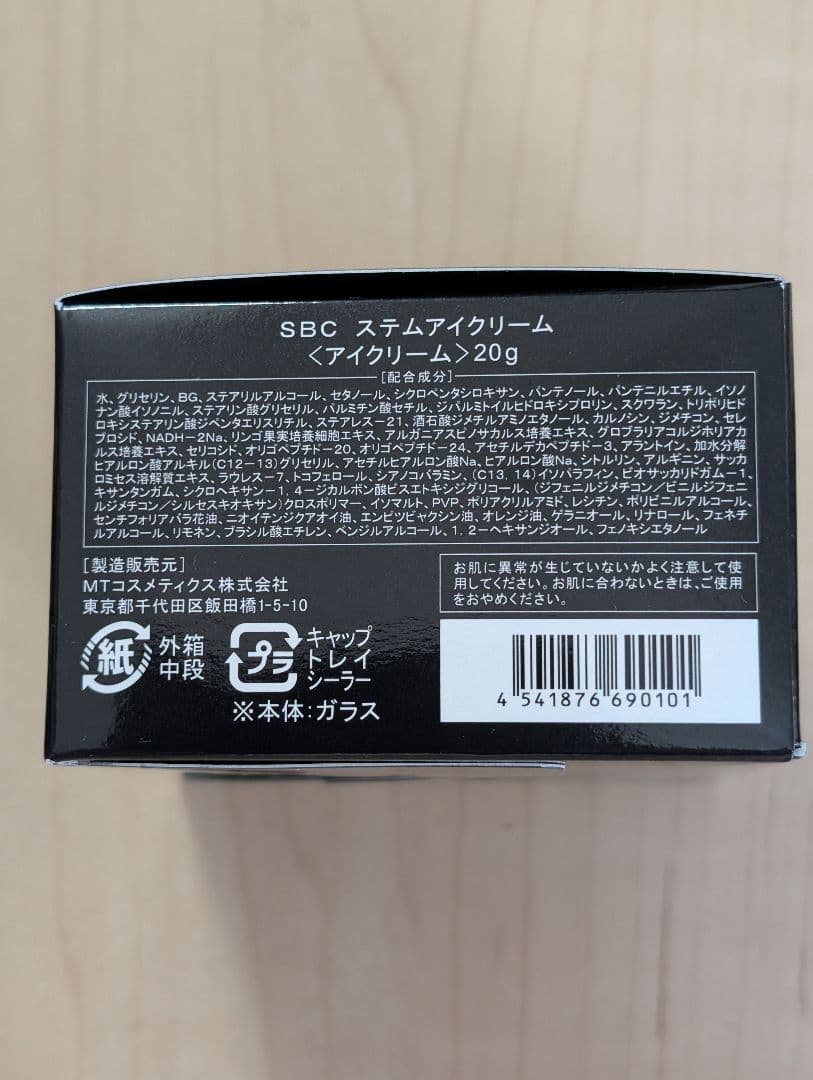 SBC ステムアイクリーム
〈アイクリーム〉20g
[配合成分]
水、グリセリン、BG、ステアリルアルコール、セタノール、シクロペンタシロキサン、パンテノール、パンテニルエチル、イソノ
ナン酸イソノニル、ステアリン酸グリセリル、パルミチン酸セチル、ジパルミトイルヒドロキシプロリン、スクワラン、トリポリヒド
ロキシステアリン酸ジペンタエリスリチル、ステアレス-21、酒石酸ジメチルアミノエタノール、カルノシン、ジメチコン、セレ
ブロシド、NADH-2Na、リンゴ果実培養細胞エキス、アルガニアスピノサカルス培養エキス、グロブラリアコルジホリアカ
ルス培養エキス、セリコシド、オリゴペプチド-20、オリゴペプチド-24、アセチルデカペプチド-3、アラントイン、加水分解
ヒアルロン酸アルキル(C12-13)グリセリル、アセチルヒアルロン酸Na、ヒアルロン酸Na、シトルリン、アルギニン、サッカ
ロミセス溶解質エキス、ラウレス-7、トコフェロール、シアノコバラミン、(C13, 14)イソパラフィン、ビオサッカリドガム-1、
キサンタンガム、シクロヘキサン-1, 4-ジカルボン酸ビスエトキシジグリコール、(ジフェニルジメチコン/ビニルジフェニ
ルジメチコン/シルセスキオキサン)クロスポリマー、イソマルト、PVP、ポリアクリルアミド、レシチン、ポリビニルアルコール、
センチフォリアバラ花油、ニオイテンジクアオイ油、エンピツビャクシン油、オレンジ油、ゲラニオール、リナロール、フェネチ
ルアルコール、リモネン、ブラシル酸エチレン、ベンジルアルコール、1, 2-ヘキサンジオール、フェノキシエタノール
[製造販売元]
MTコスメティクス株式会社
東京都千代田区飯田橋1-5-10
お肌に異常が生じていないかよく注意して使
用してください。お肌に合わないときは、ご使用
をおやめください。
紙
外箱
中段
プラ
キャップ
トレイ
シーラー
※本体:ガラス
4 541876 690101